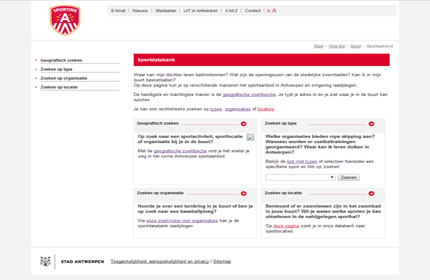 SPORTING
A
E-loket | Nieuws | Stadsplan | UIT in Antwerpen | A tot Z | Contact | A A
Start - Vrije tijd - Sport - Sportaanbod
Geografisch zoeken
Zoeken op type
Zoeken op organisatie
Zoeken op locatie
Sportdatabank
Waar kan mijn dochter leren badmintonnen? Wat zijn de openingsuren van de stedelijke zwembaden? Kan ik in mijn
buurt basketballen?
Op deze pagina kun je op verschillende manieren het sportaanbod in Antwerpen en omgeving raadplegen.
De handigste en krachtigste manier is de geografische zoekfunctie. Je typt je adres in en je ziet waar je in de buurt kan
sporten.
Je kan ook rechtstreeks zoeken op types, organisaties of locaties.
Geografisch zoeken
Op zoek naar een sportactiviteit, sportlocatie
of organisatie bij je in de buurt?
Met de geografische zoekfunctie vind je het snelst je
weg in het ruime Antwerpse sportaanbod.
Zoeken op type
Welke organisaties bieden rope skipping aan?
Wanneer worden er voetbaltrainingen
georganiseerd? Waar kan ik leren duiken in
Antwerpen?
Bekijk de lijst met types of selecteer hieronder een
specifieke sport en klik op 'zoeken'.
Zoeken
Zoeken op organisatie
Hoorde je over een turnkring in je buurt of ben je
op zoek naar een baseballploeg?
Via onze zoekmotor voor organisaties kan je de
sportdatabank raadplegen.
Zoeken op locatie
Benieuwd of er zwemlessen zijn in het zwembad
in jouw buurt? Wil je weten welke sporten je kan
uitoefenen in de nabijgelegen sporthal?
Op deze pagina zoek je in onze databank naar
sportlocaties.
STAD ANTWERPEN Toegankelijkheid, aansprakelijkheid en privacy | Sitemap